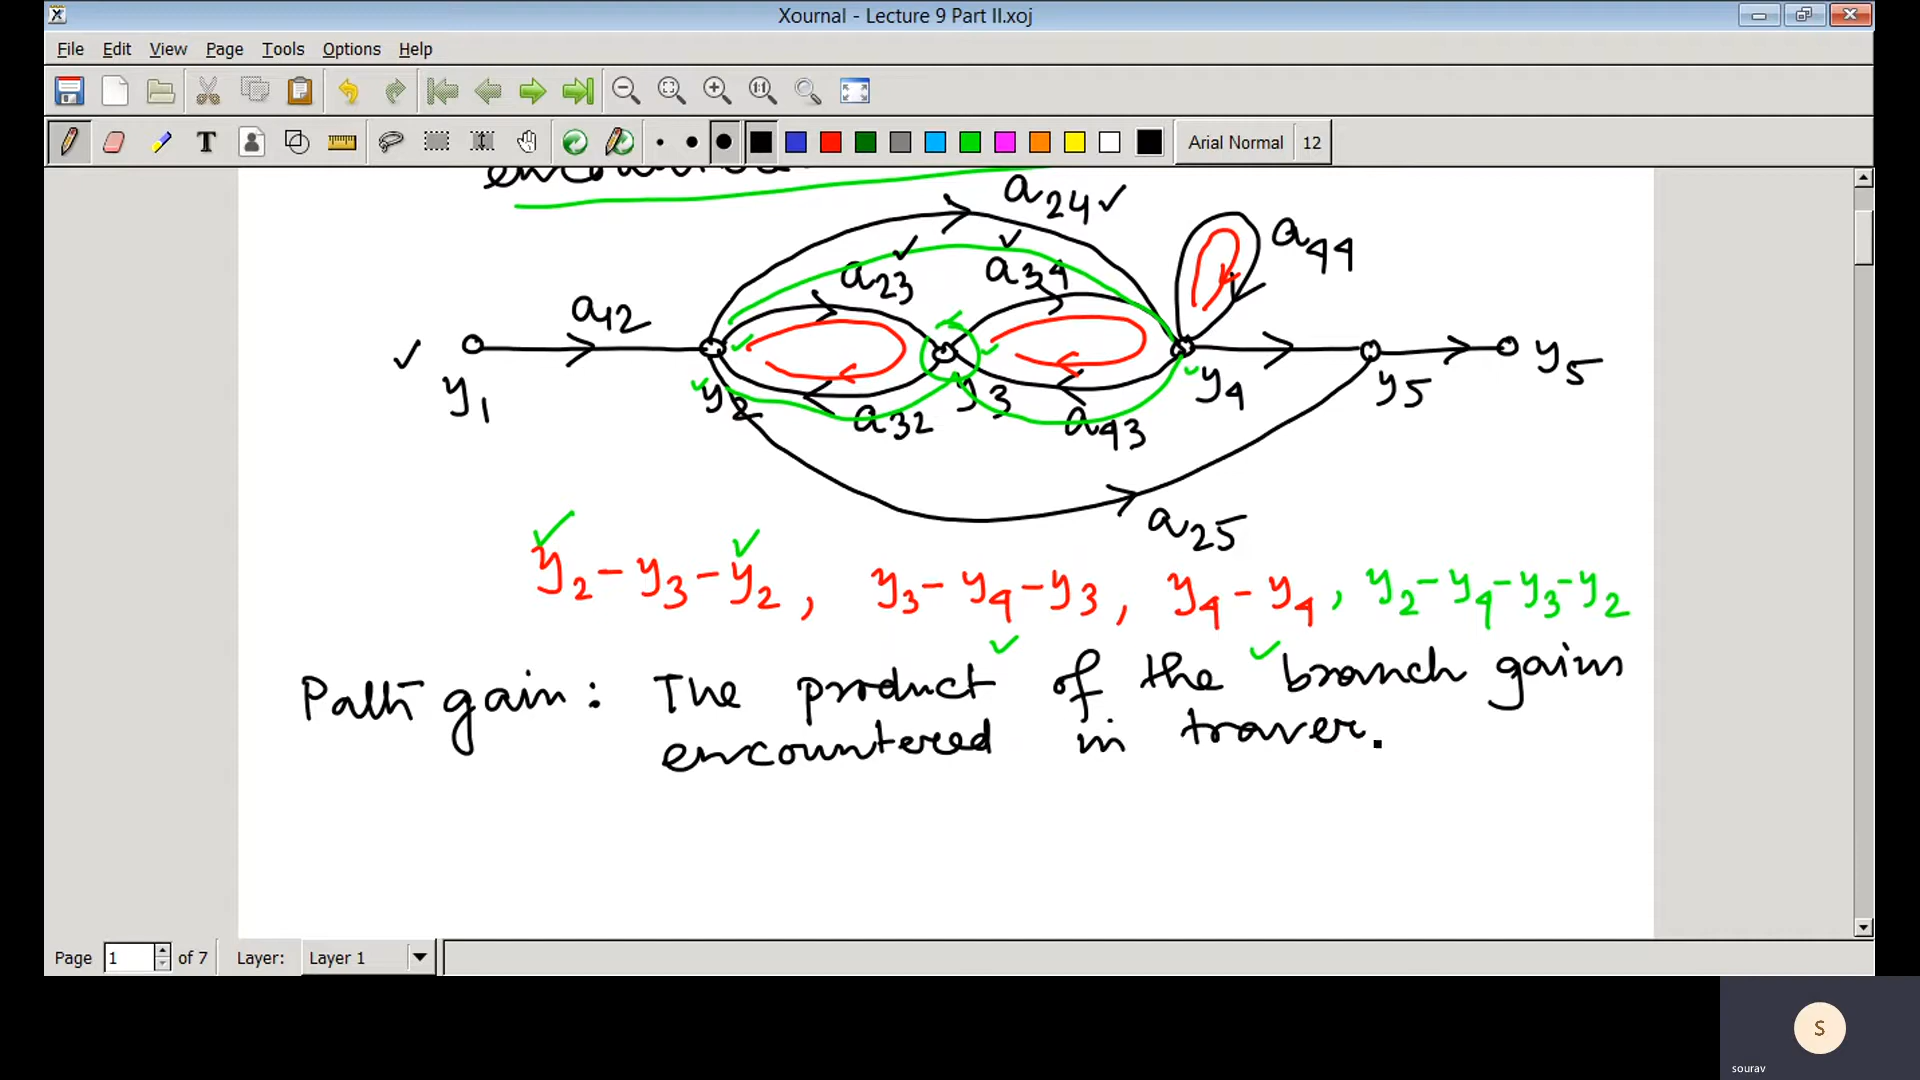 Xournal - Lecture 9 Part II.xoj
File Edit View Page Tools Options Help
Arial Normal 12
a24
a23 a34 a44
a12
y1 y2 y3 y4 y5 y5
a32 a43
a25
y2 - y3 - y2, y3 - y4 - y3, y4 - y4, y2 - y4 - y3 - y2
Path gain: The product of the branch gains
encountered in traver.
Page 1 of 7 Layer: Layer 1
S
sourav